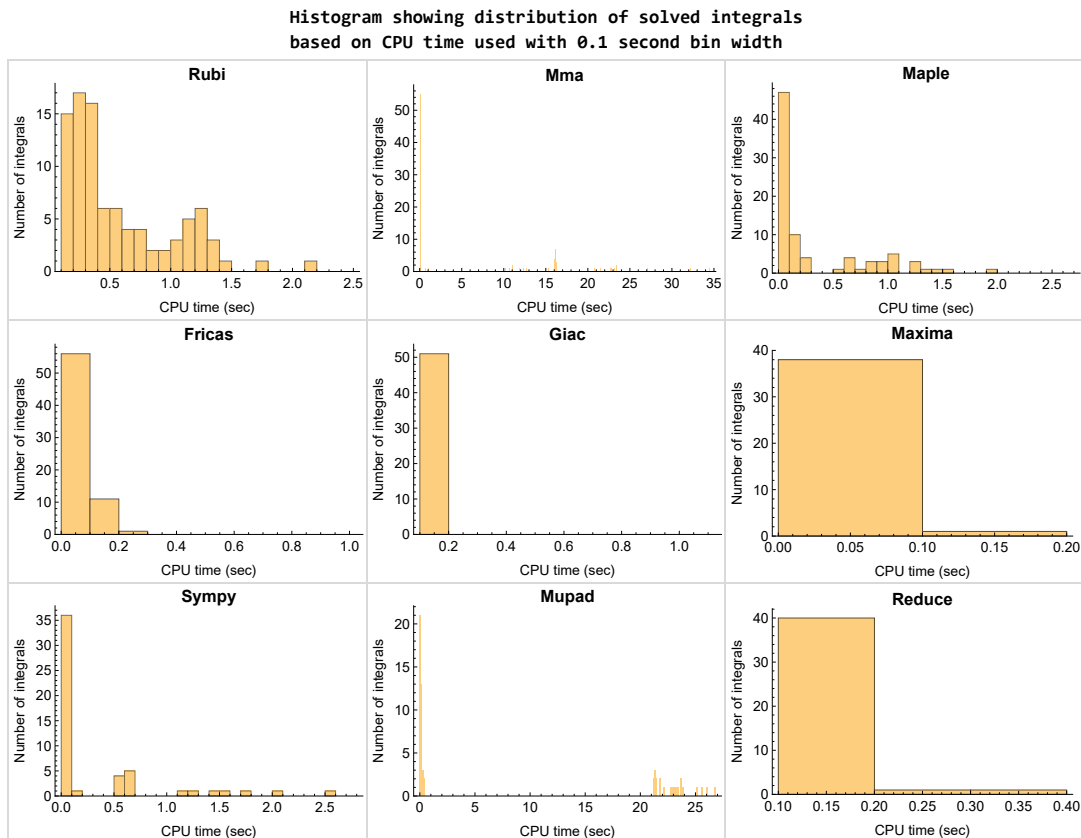 Histogram showing distribution of solved integrals
based on CPU time used with 0.1 second bin width
Rubi
Number of integrals
15
10
5
0
0.5 1.0 1.5 2.0 2.5
CPU time (sec)
Mma
Number of integrals
50
40
30
20
10
0
0 5 10 15 20 25 30 35
CPU time (sec)
Maple
Number of integrals
40
30
20
10
0
0.0 0.5 1.0 1.5 2.0 2.5
CPU time (sec)
Fricas
Number of integrals
50
40
30
20
10
0
0.0 0.2 0.4 0.6 0.8 1.0
CPU time (sec)
Giac
Number of integrals
50
40
30
20
10
0
0.2 0.4 0.6 0.8 1.0
CPU time (sec)
Maxima
Number of integrals
40
30
20
10
0
0.00 0.05 0.10 0.15 0.20
CPU time (sec)
Sympy
Number of integrals
35
30
25
20
15
10
5
0
0.0 0.5 1.0 1.5 2.0 2.5
CPU time (sec)
Mupad
Number of integrals
20
15
10
5
0
0 5 10 15 20 25
CPU time (sec)
Reduce
Number of integrals
40
30
20
10
0
0.10 0.15 0.20 0.25 0.30 0.35 0.40
CPU time (sec)